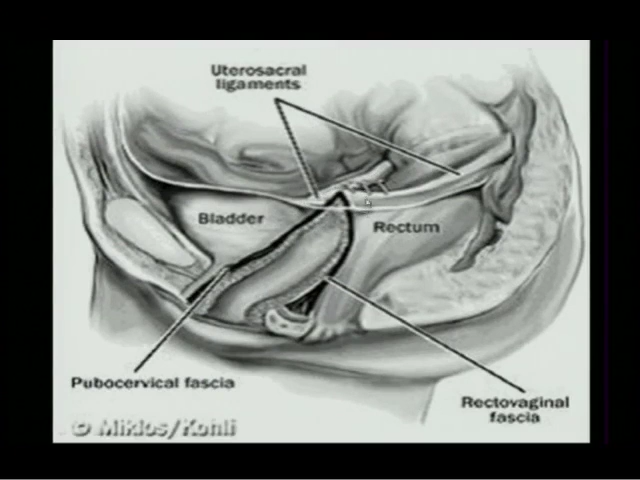 Uterosacral
ligaments
Bladder
Rectum
Pubocervical fascia
Rectovaginal
fascia
© Miklos/Kohli